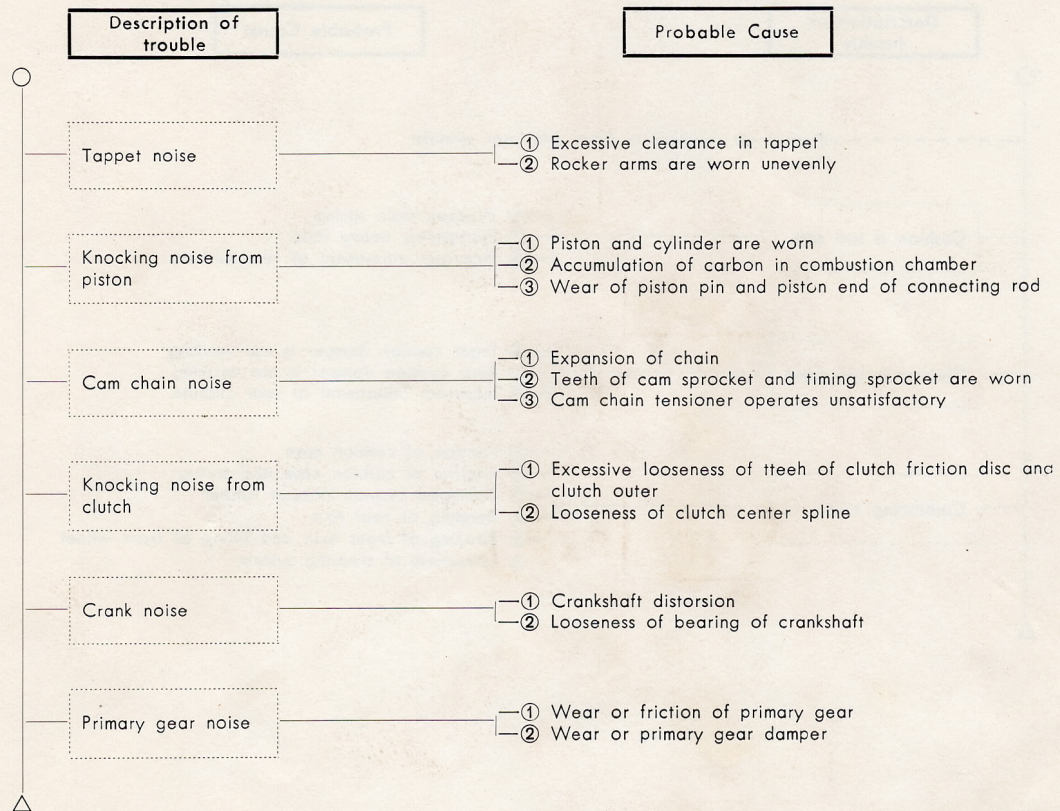 Description of
trouble
Probable Cause
Tappet noise
① Excessive clearance in tappet
② Rocker arms are worn unevenly
Knocking noise from
piston
① Piston and cylinder are worn
② Accumulation of carbon in combustion chamber
③ Wear of piston pin and piston end of connecting rod
Cam chain noise
① Expansion of chain
② Teeth of cam sprocket and timing sprocket are worn
③ Cam chain tensioner operates unsatisfactory
Knocking noise from
clutch
① Excessive looseness of tteeh of clutch friction disc and
clutch outer
② Looseness of clutch center spline
Crank noise
① Crankshaft distorsion
② Looseness of bearing of crankshaft
Primary gear noise
① Wear or friction of primary gear
② Wear or primary gear damper